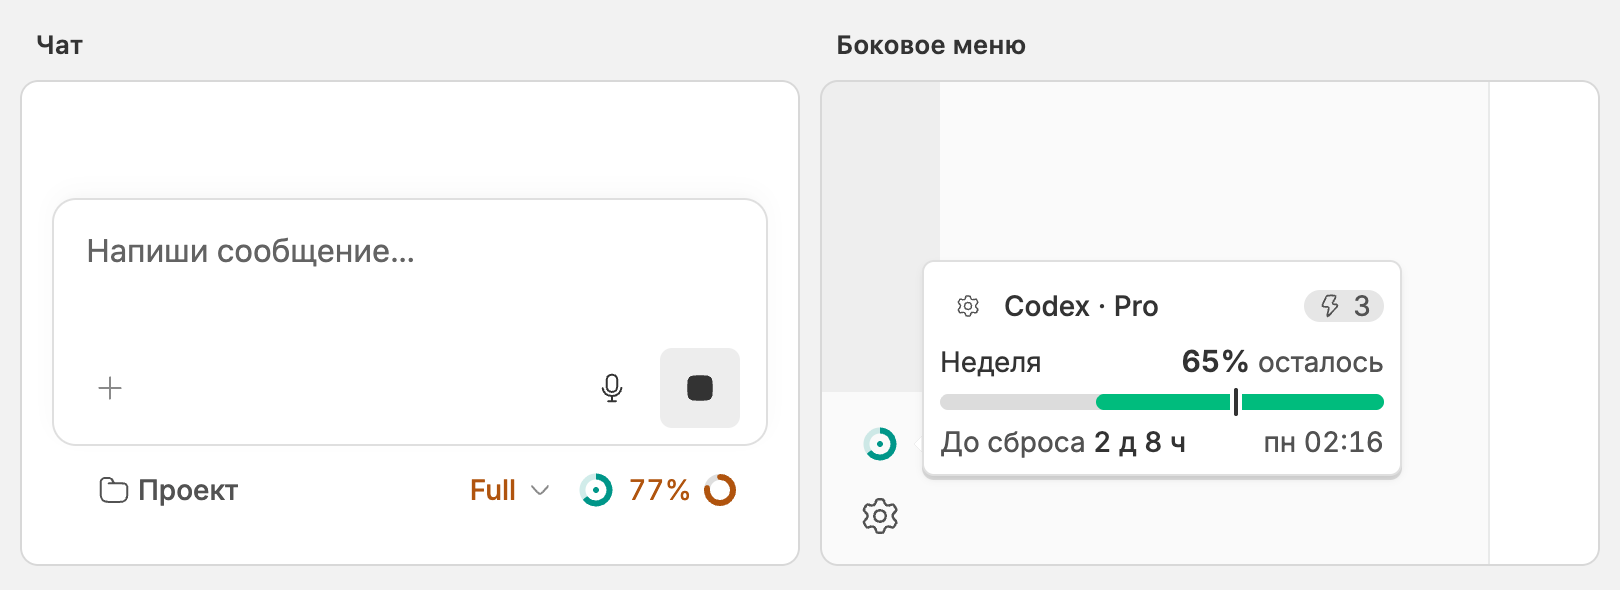 Чат
Напиши сообщение...
Проект
Full
77%
Боковое меню
Codex · Pro
3
Неделя
65% осталось
До сброса 2 д 8 ч
пн 02:16